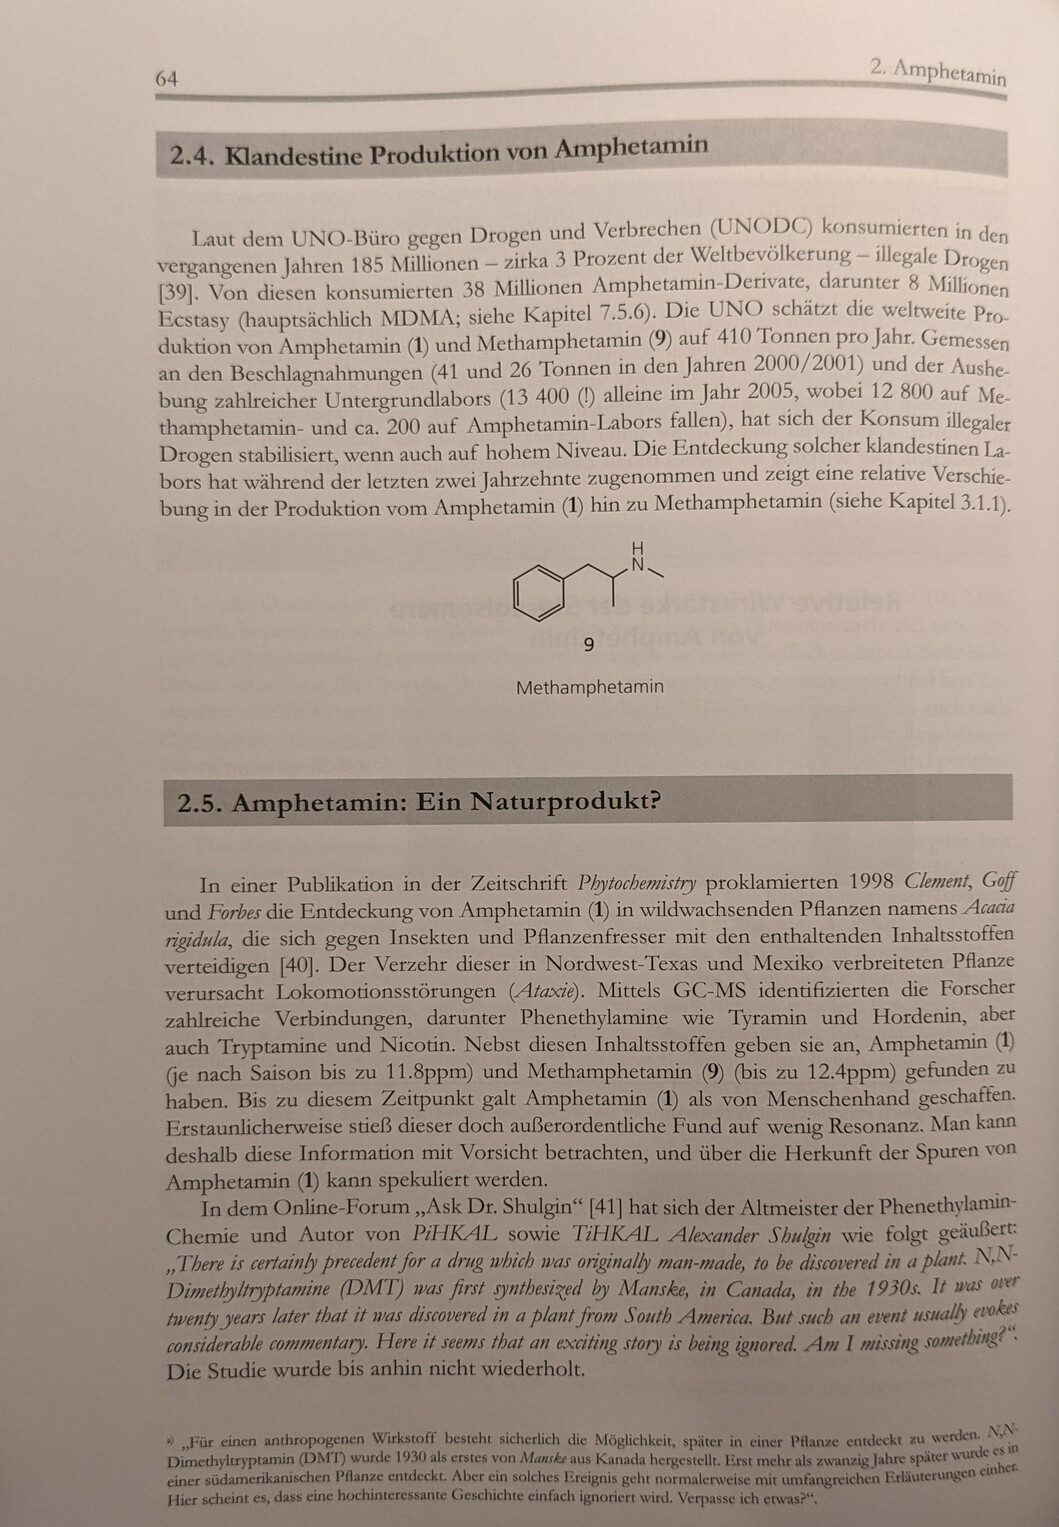 64
2. Amphetamin
2.4. Klandestine Produktion von Amphetamin
Laut dem UNO-Büro gegen Drogen und Verbrechen (UNODC) konsumierten in den
vergangenen Jahren 185 Millionen – zirka 3 Prozent der Weltbevölkerung – illegale Drogen
[39]. Von diesen konsumierten 38 Millionen Amphetamin-Derivate, darunter 8 Millionen
Ecstasy (hauptsächlich MDMA; siehe Kapitel 7.5.6). Die UNO schätzt die weltweite Pro-
duktion von Amphetamin (1) und Methamphetamin (9) auf 410 Tonnen pro Jahr. Gemessen
an den Beschlagnahmungen (41 und 26 Tonnen in den Jahren 2000/2001) und der Aushe-
bung zahlreicher Untergrundlabors (13 400 (!) alleine im Jahr 2005, wobei 12 800 auf Me-
thamphetamin- und ca. 200 auf Amphetamin-Labors fallen), hat sich der Konsum illegaler
Drogen stabilisiert, wenn auch auf hohem Niveau. Die Entdeckung solcher klandestinen La-
bors hat während der letzten zwei Jahrzehnte zugenommen und zeigt eine relative Verschie-
bung in der Produktion vom Amphetamin (1) hin zu Methamphetamin (siehe Kapitel 3.1.1).
H
N
9
Methamphetamin
2.5. Amphetamin: Ein Naturprodukt?
In einer Publikation in der Zeitschrift Phytochemistry proklamierten 1998 Clement, Goff
und Forbes die Entdeckung von Amphetamin (1) in wildwachsenden Pflanzen namens Acacia
rigidula, die sich gegen Insekten und Pflanzenfresser mit den enthaltenden Inhaltsstoffen
verteidigen [40]. Der Verzehr dieser in Nordwest-Texas und Mexiko verbreiteten Pflanze
verursacht Lokomotionsstörungen (Ataxie). Mittels GC-MS identifizierten die Forscher
zahlreiche Verbindungen, darunter Phenethylamine wie Tyramin und Hordenin, aber
auch Tryptamine und Nicotin. Nebst diesen Inhaltsstoffen geben sie an, Amphetamin (1)
(je nach Saison bis zu 11.8ppm) und Methamphetamin (9) (bis zu 12.4ppm) gefunden zu
haben. Bis zu diesem Zeitpunkt galt Amphetamin (1) als von Menschenhand geschaffen.
Erstaunlicherweise stieß dieser doch außerordentliche Fund auf wenig Resonanz. Man kann
deshalb diese Information mit Vorsicht betrachten, und über die Herkunft der Spuren von
Amphetamin (1) kann spekuliert werden.
In dem Online-Forum „Ask Dr. Shulgin“ [41] hat sich der Altmeister der Phenethylamin-
Chemie und Autor von PiHKAL sowie TiHKAL Alexander Shulgin wie folgt geäußert:
„There is certainly precedent for a drug which was originally man-made, to be discovered in a plant. N,N-
Dimethyltryptamine (DMT) was first synthesized by Manske, in Canada, in the 1930s. It was over
twenty years later that it was discovered in a plant from South America. But such an event usually evokes
considerable commentary. Here it seems that an exciting story is being ignored. Am I missing something?“.
Die Studie wurde bis anhin nicht wiederholt.
a) „Für einen anthropogenen Wirkstoff besteht sicherlich die Möglichkeit, später in einer Pflanze entdeckt zu werden. N,N-
Dimethyltryptamin (DMT) wurde 1930 als erstes von Manske aus Kanada hergestellt. Erst mehr als zwanzig Jahre später wurde es in
einer südamerikanischen Pflanze entdeckt. Aber ein solches Ereignis geht normalerweise mit umfangreichen Erläuterungen einher.
Hier scheint es, dass eine hochinteressante Geschichte einfach ignoriert wird. Verpasse ich etwas?“.